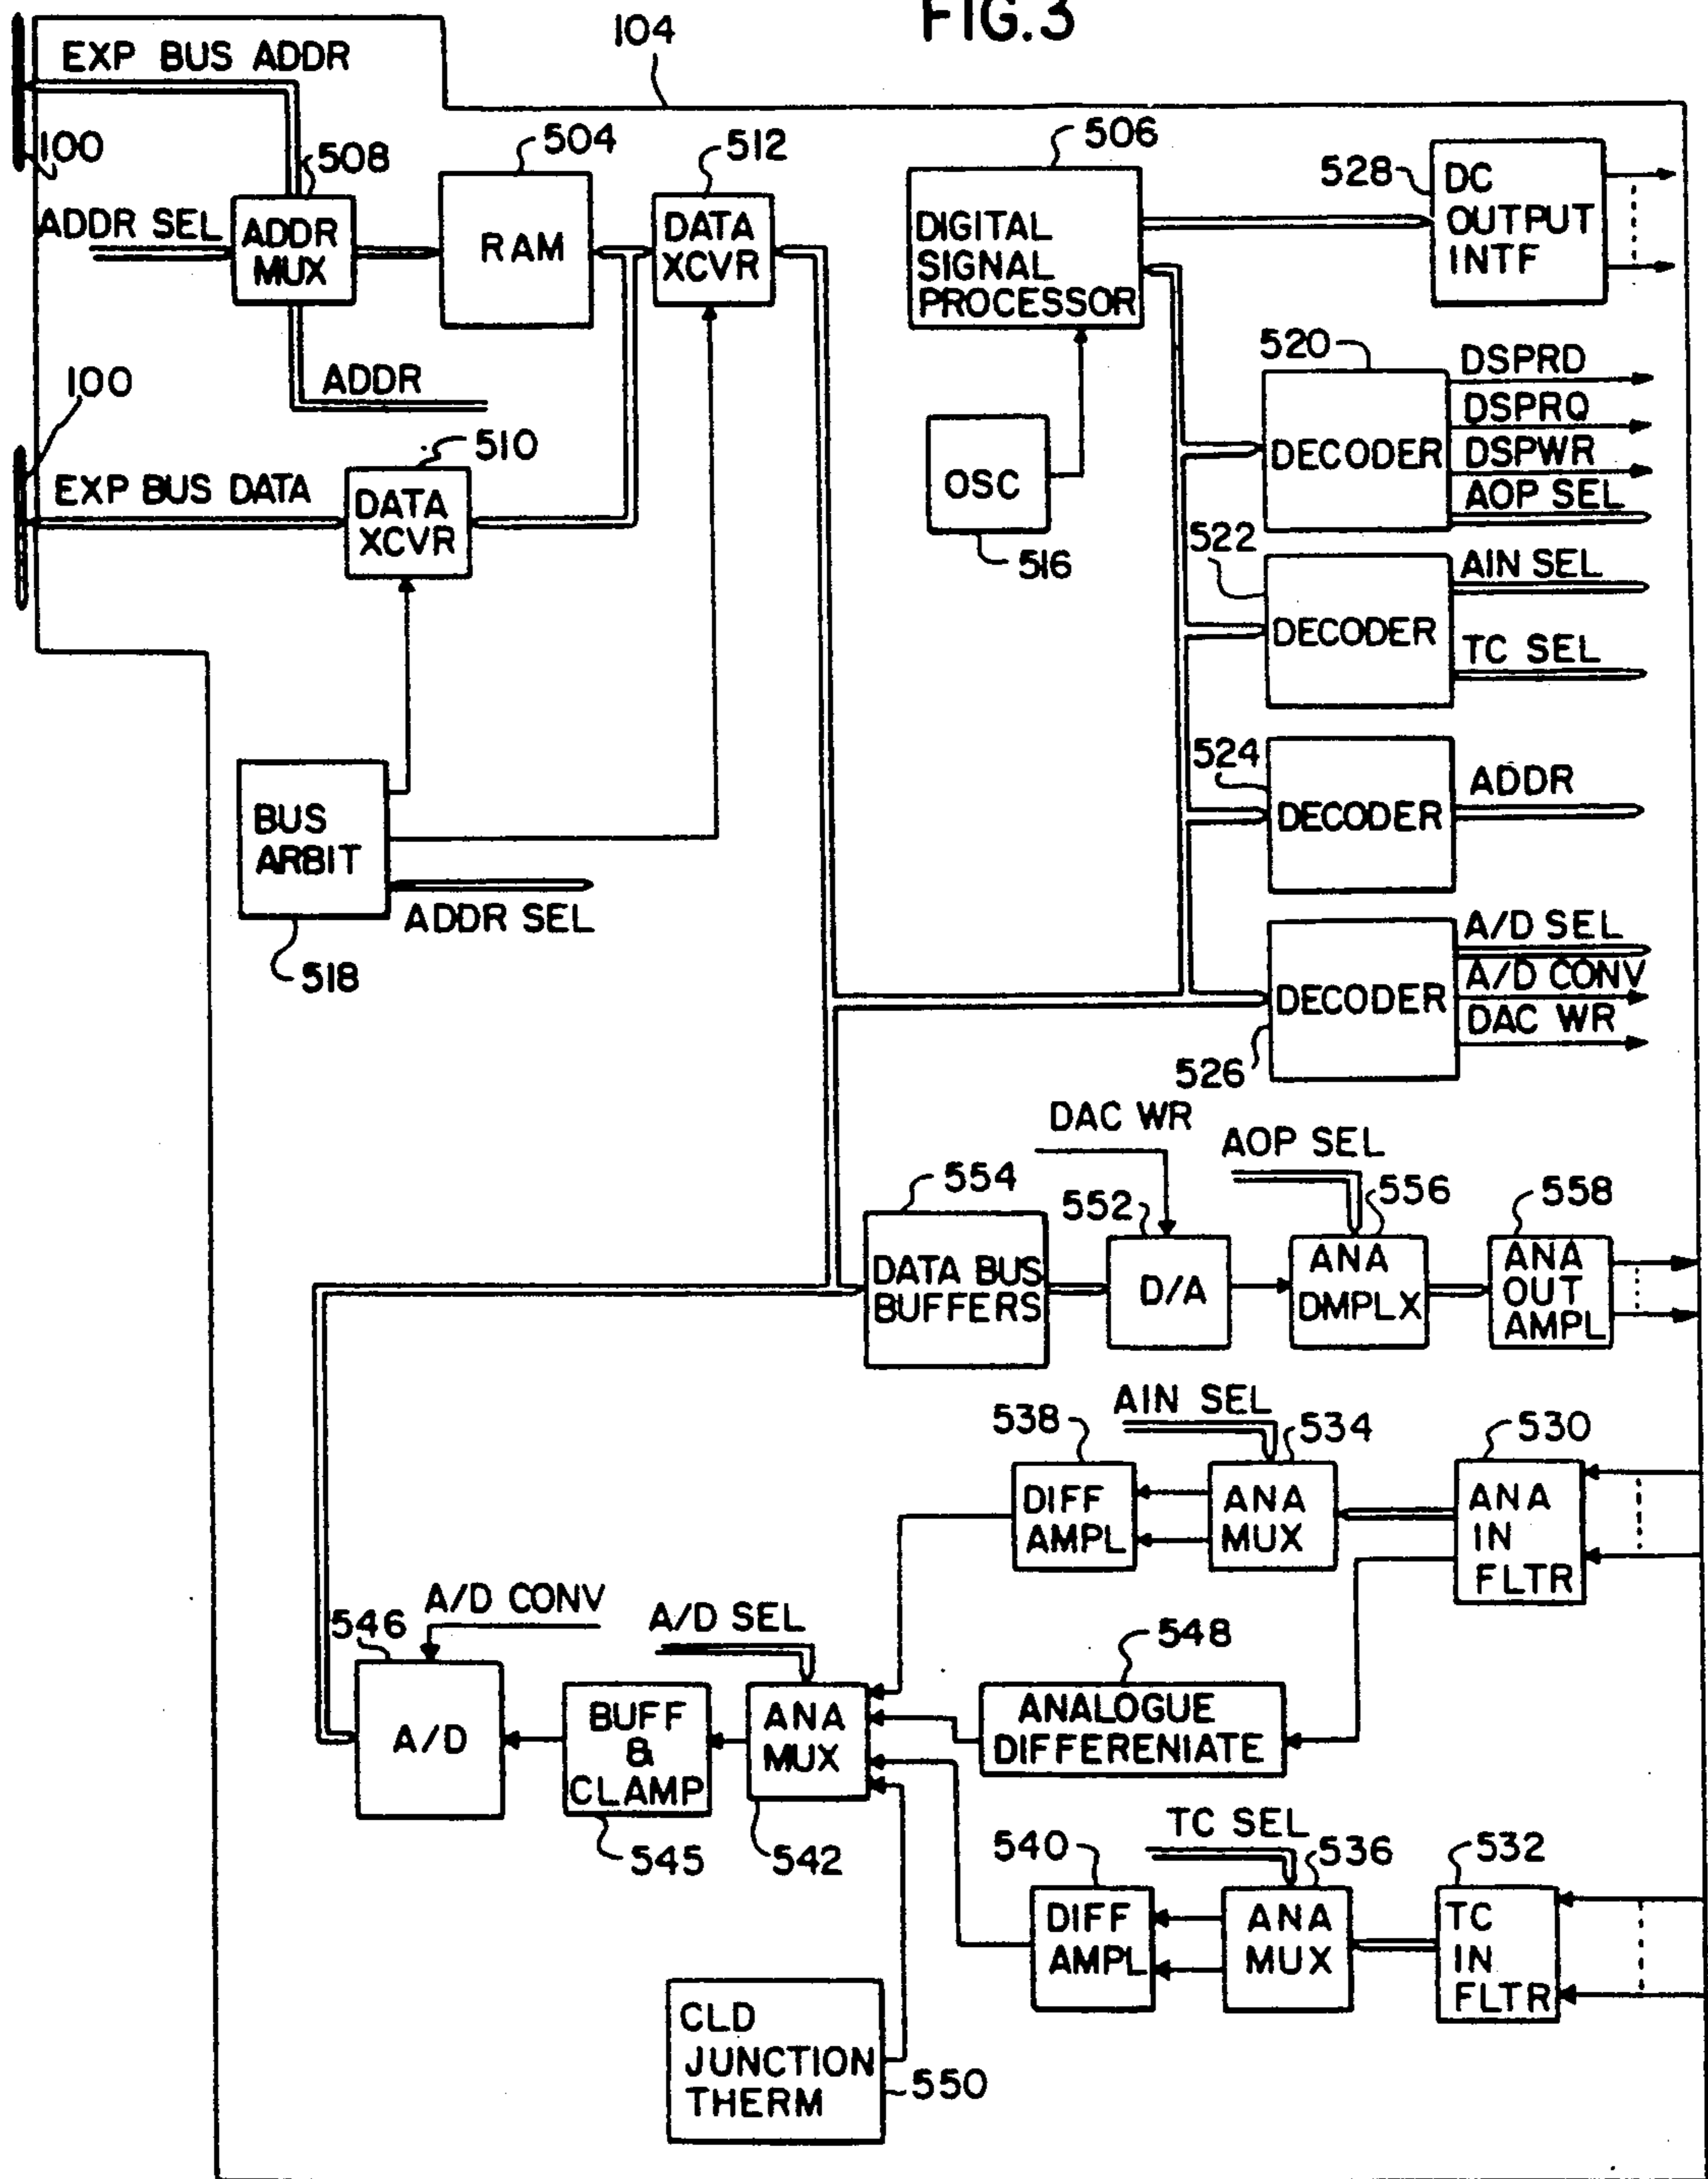 FIG.3
104
EXP BUS ADDR
100
508
504
512
506
528
DC
OUTPUT
INTF
ADDR SEL
ADDR
MUX
RAM
DATA
XCVR
DIGITAL
SIGNAL
PROCESSOR
ADDR
100
510
EXP BUS DATA
DATA
XCVR
OSC
516
520
DECODER
DSPRD
DSPRQ
DSPWR
AOP SEL
522
DECODER
AIN SEL
TC SEL
524
DECODER
ADDR
BUS
ARBIT
ADDR SEL
518
DECODER
526
A/D SEL
A/D CONV
DAC WR
DAC WR
AOP SEL
554
552
556
558
DATA BUS
BUFFERS
D/A
ANA
DMPLX
ANA
OUT
AMPL
AIN SEL
538
534
530
DIFF
AMPL
ANA
MUX
ANA
IN
FLTR
A/D CONV
546
A/D SEL
548
A/D
BUFF
&
CLAMP
ANA
MUX
ANALOGUE
DIFFERENIATE
545
542
TC SEL
540
536
532
DIFF
AMPL
ANA
MUX
TC
IN
FLTR
CLD
JUNCTION
THERM
550